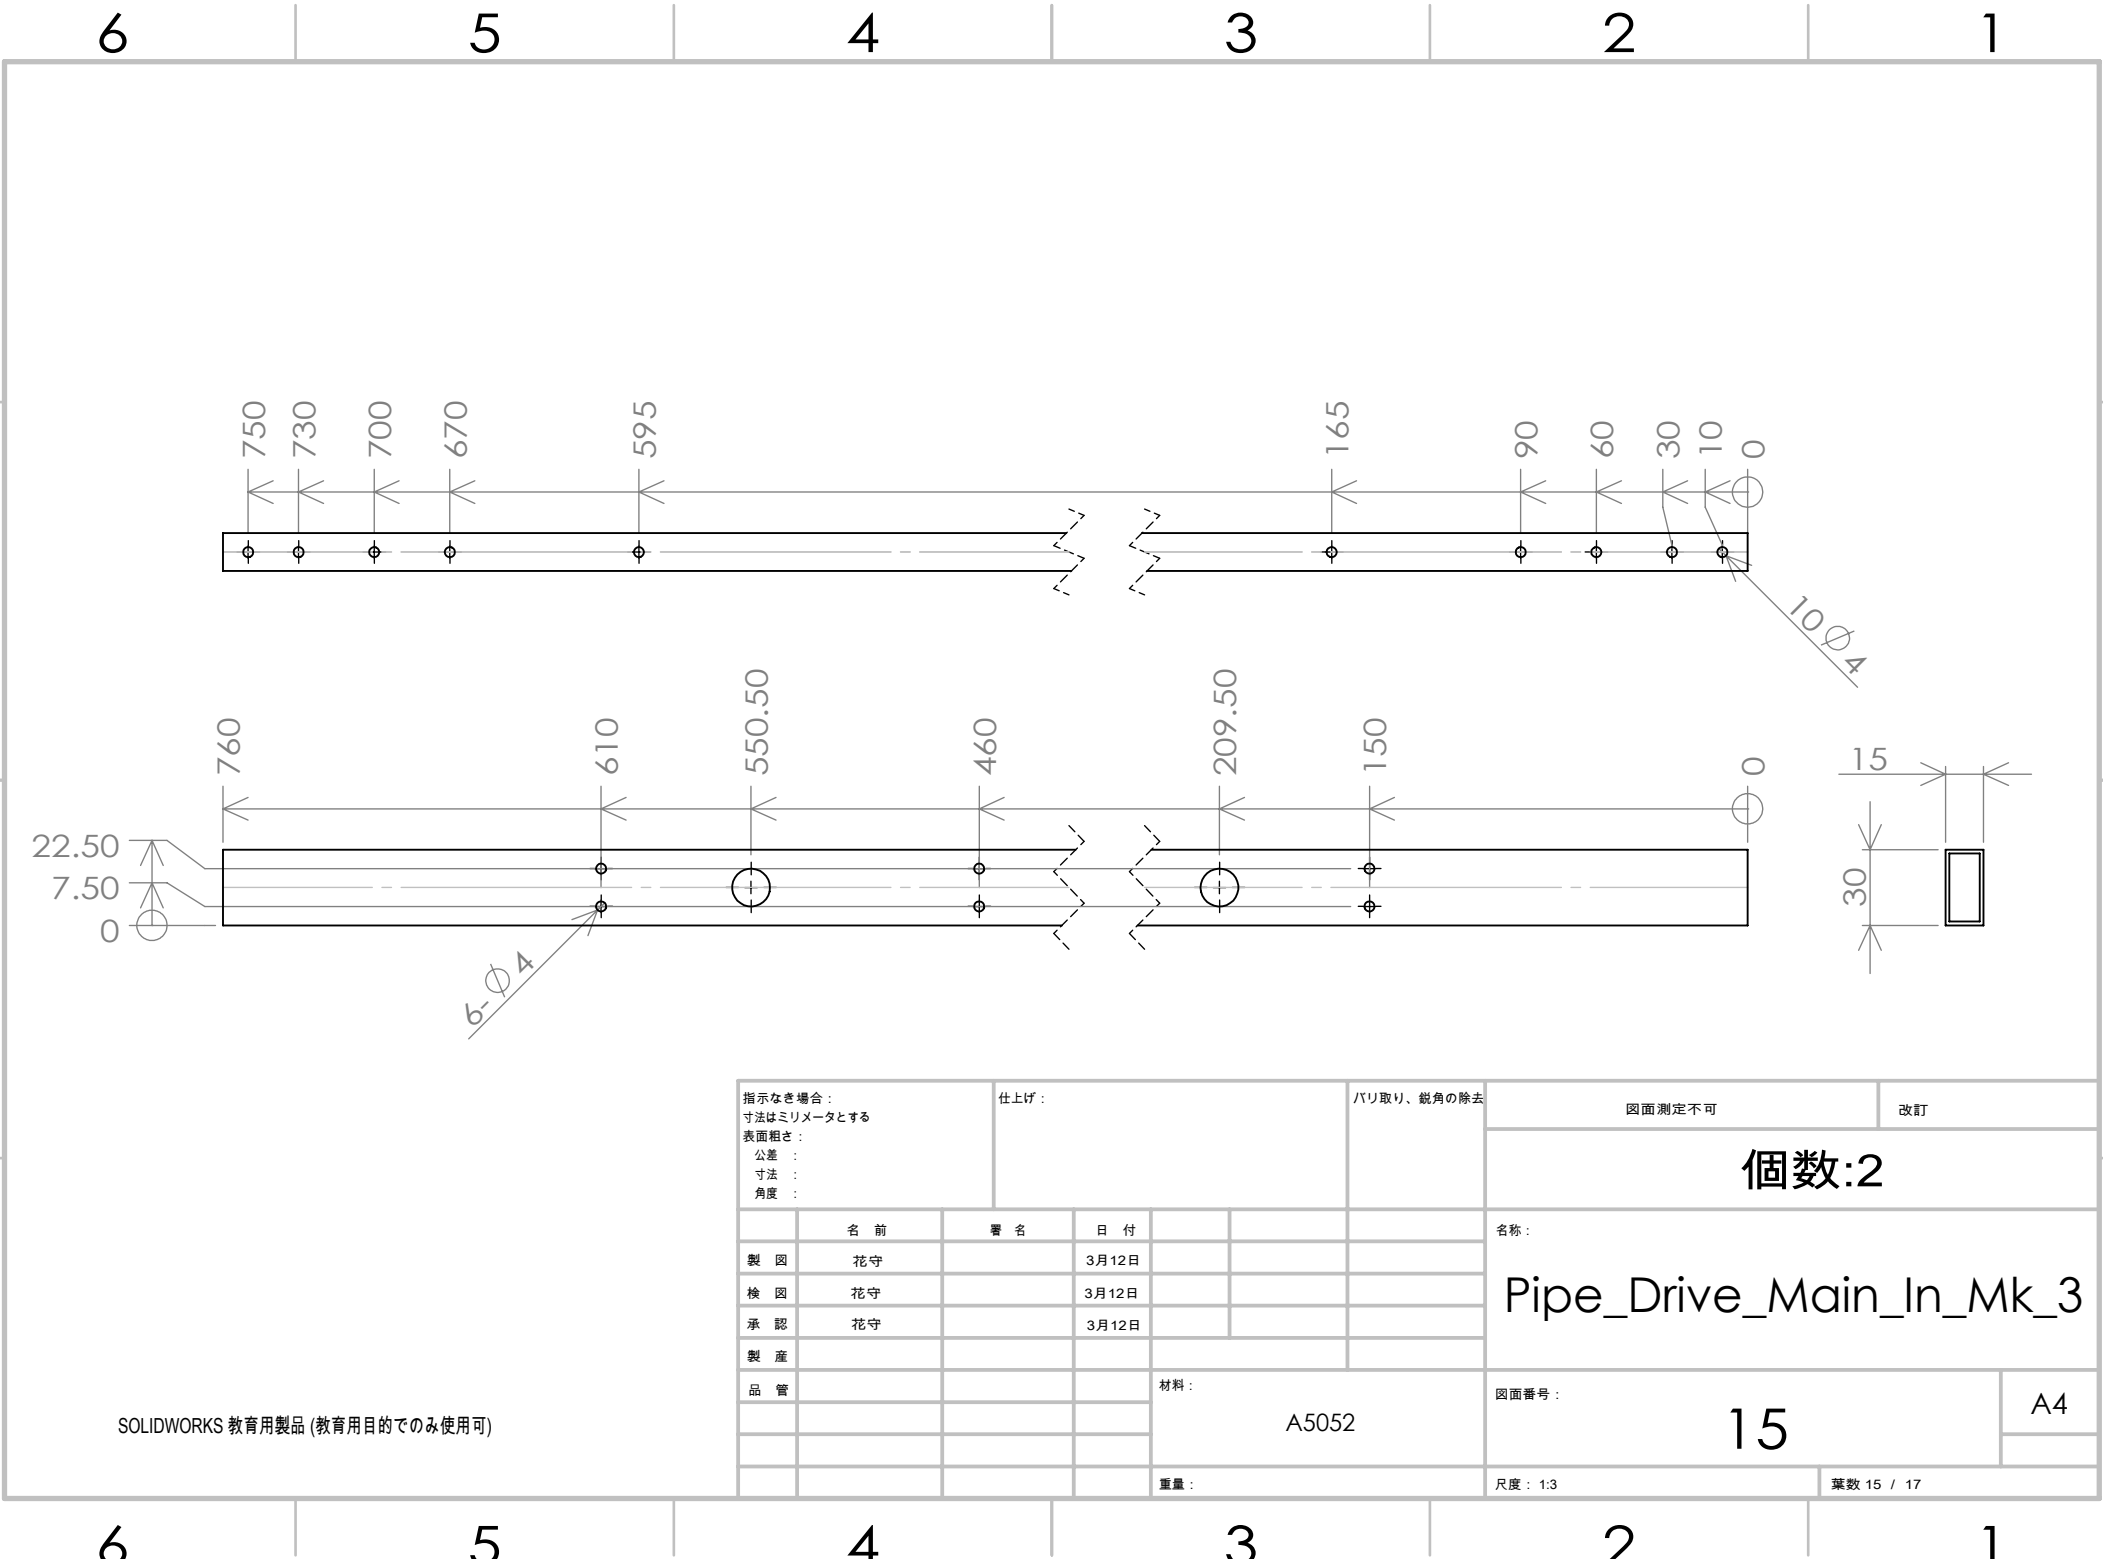 6 5 4 3 2 1
750 730 700 670 595 165 90 60 30 10 0
10∅4
760 610 550.50 460 209.50 150 0
15
22.50
7.50
0
30
6-∅4
指示なき場合：
寸法はミリメータとする
表面粗さ：
公差 ：
寸法 ：
角度 ：
仕上げ：
バリ取り、鋭角の除去
図面測定不可
改訂
個数:2
名 前 署 名 日 付
製 図 花守 3月12日
検 図 花守 3月12日
承 認 花守 3月12日
製 産
品 管
名称：
Pipe_Drive_Main_In_Mk_3
材料：
A5052
図面番号：
15
A4
重量：
尺度：1:3
葉数 15 / 17
SOLIDWORKS 教育用製品 (教育用目的でのみ使用可)
6 5 4 3 2 1